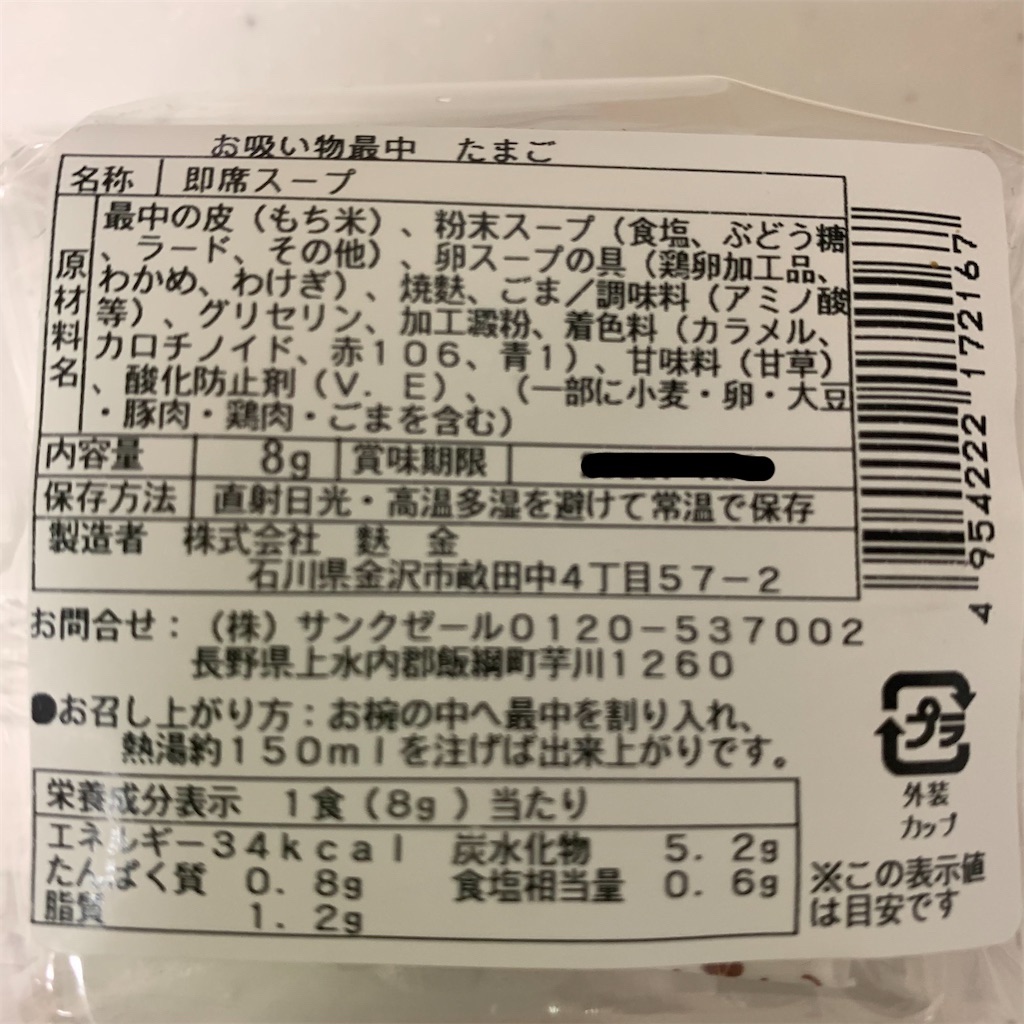 お吸い物最中　たまご
名称　即席スープ
原材料名
最中の皮（もち米）、粉末スープ（食塩、ぶどう糖
、ラード、その他）、卵スープの具（鶏卵加工品、
わかめ、わけぎ）、焼麩、ごま／調味料（アミノ酸
等）、グリセリン、加工澱粉、着色料（カラメル、
カロチノイド、赤１０６、青１）、甘味料（甘草）
、酸化防止剤（Ｖ．Ｅ）、（一部に小麦・卵・大豆
・豚肉・鶏肉・ごまを含む）
内容量　8g　賞味期限
保存方法　直射日光・高温多湿を避けて常温で保存
製造者　株式会社　麩　金
石川県金沢市畝田中４丁目５７－２
お問合せ：（株）サンクゼール０１２０－５３７００２
長野県上水内郡飯綱町芋川１２６０
●お召し上がり方：お椀の中へ最中を割り入れ、
熱湯約１５０ｍｌを注げば出来上がりです。
栄養成分表示　１食（8g）当たり
エネルギー３４ｋｃａｌ　炭水化物　５．２g
たんぱく質　０．８g　食塩相当量　０．６g
脂質　１．２g
※この表示値
は目安です
4954222172167
プラ
外装
カップ